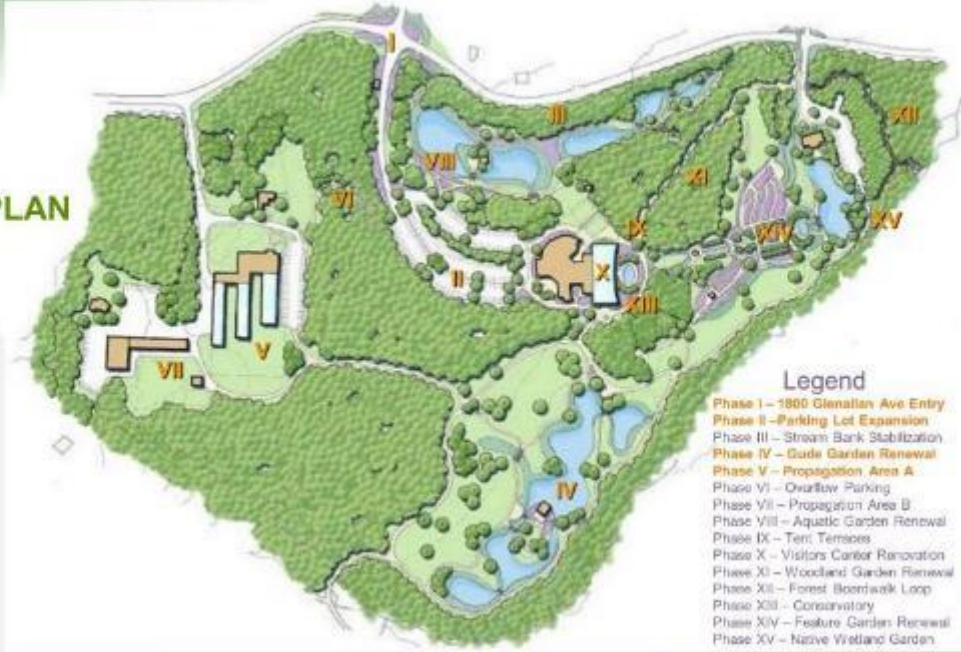 I
III
XII
VIII
PLAN
XI
VI
XV
IX
XIV
II
X
XIII
V
VII
IV
Legend
Phase I – 1800 Glenallan Ave Entry
Phase II – Parking Lot Expansion
Phase III – Stream Bank Stabilization
Phase IV – Gude Garden Renewal
Phase V – Propagation Area A
Phase VI – Overflow Parking
Phase VII – Propagation Area B
Phase VIII – Aquatic Garden Renewal
Phase IX – Tent Terraces
Phase X – Visitors Center Renovation
Phase XI – Woodland Garden Renewal
Phase XII – Forest Boardwalk Loop
Phase XIII – Conservatory
Phase XIV – Feature Garden Renewal
Phase XV – Native Wetland Garden